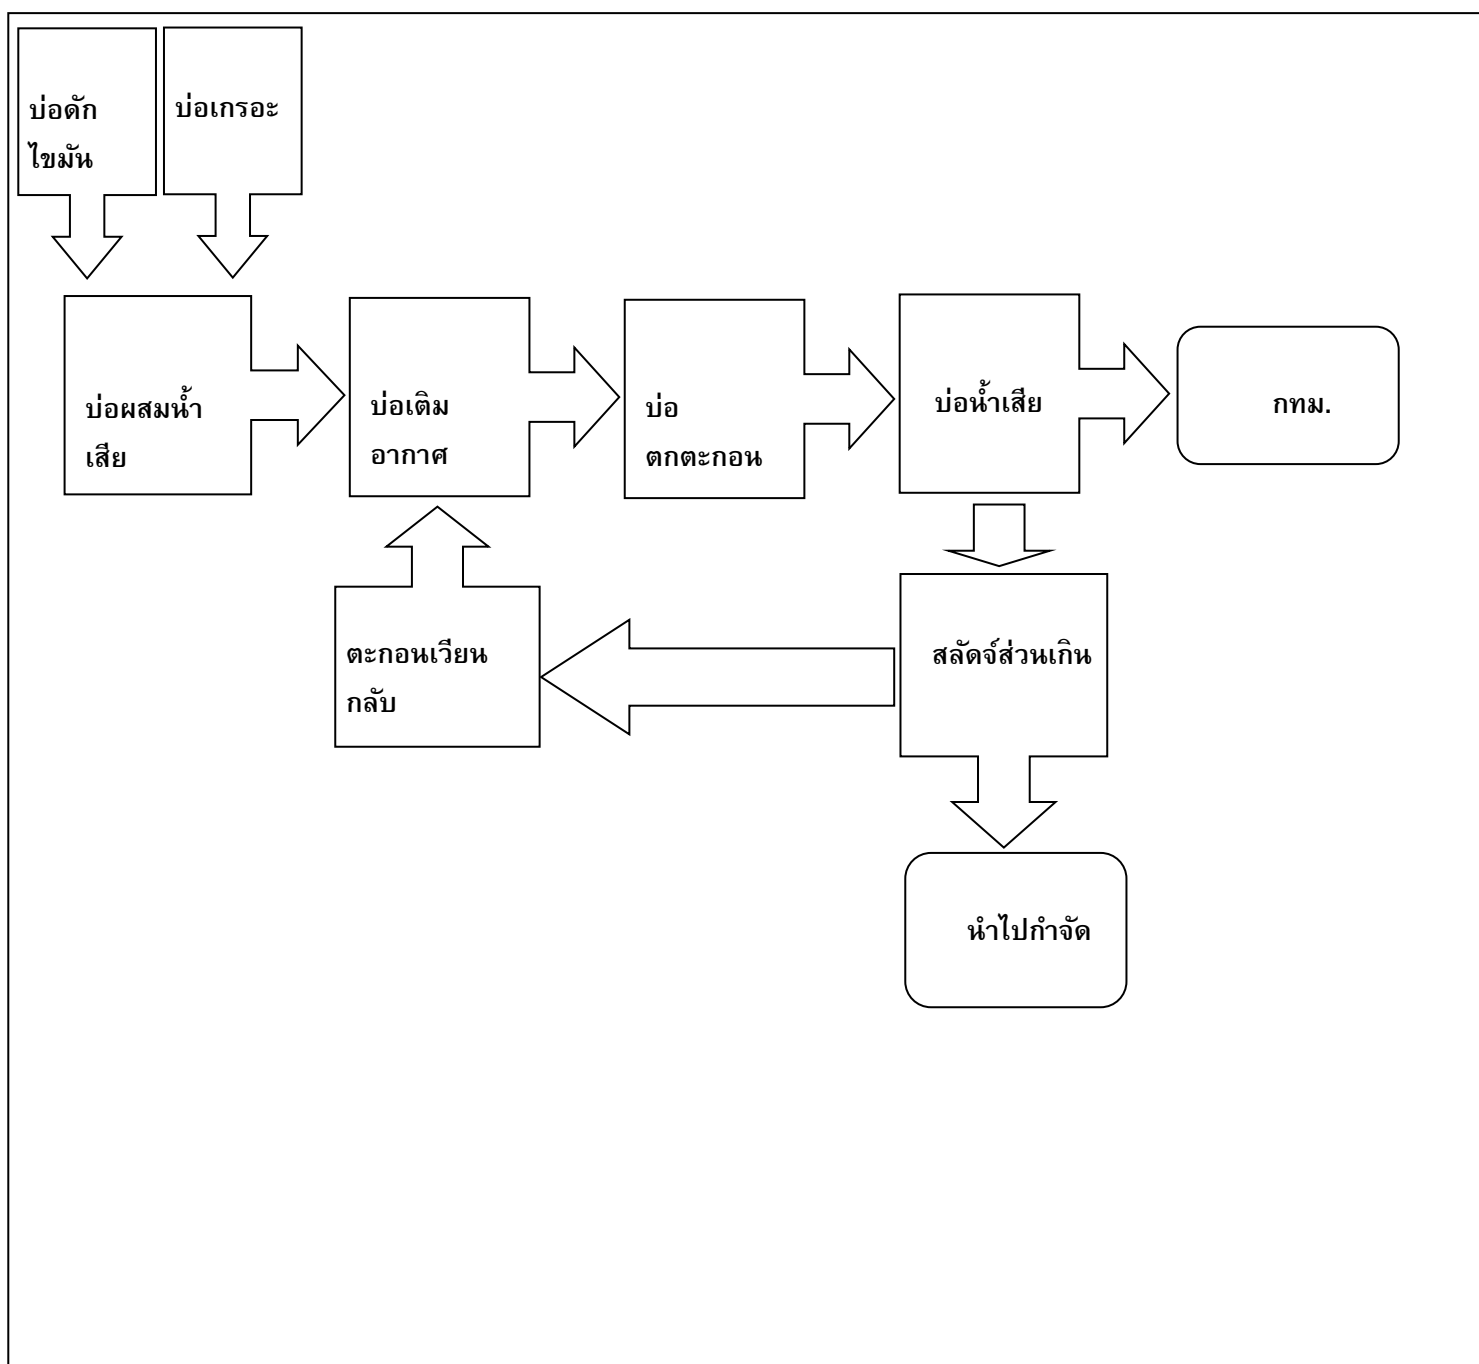 บ่อดัก
ไขมัน
บ่อเกรอะ
บ่อผสมน้ำ
เสีย
บ่อเติม
อากาศ
บ่อ
ตกตะกอน
บ่อน้ำเสีย
กทม.
ตะกอนเวียน
กลับ
สลัดจ์ส่วนเกิน
นำไปกำจัด